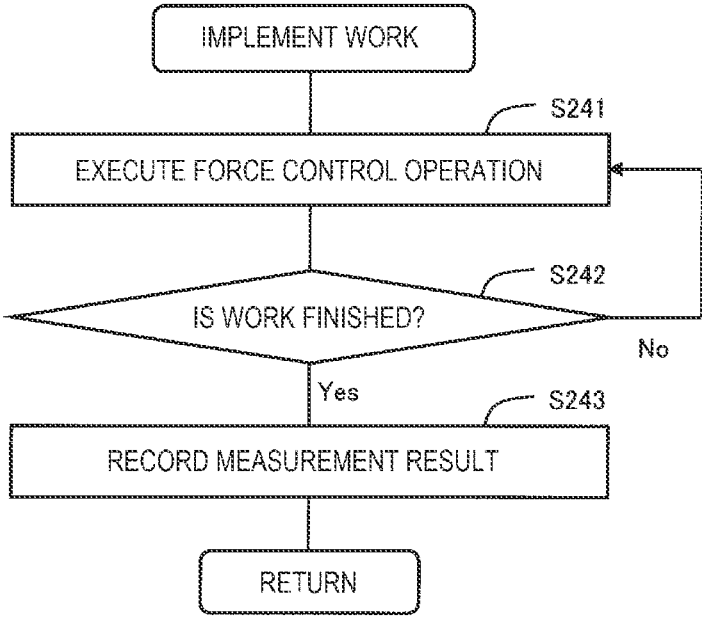 IMPLEMENT WORK
S241
EXECUTE FORCE CONTROL OPERATION
S242
IS WORK FINISHED?
No
Yes
S243
RECORD MEASUREMENT RESULT
RETURN